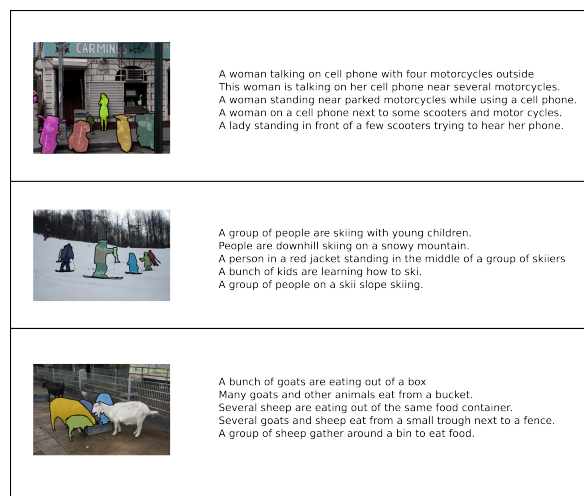 CARMINE'S
A woman talking on cell phone with four motorcycles outside
This woman is talking on her cell phone near several motorcycles.
A woman standing near parked motorcycles while using a cell phone.
A woman on a cell phone next to some scooters and motor cycles.
A lady standing in front of a few scooters trying to hear her phone.
A group of people are skiing with young children.
People are downhill skiing on a snowy mountain.
A person in a red jacket standing in the middle of a group of skiiers
A bunch of kids are learning how to ski.
A group of people on a skii slope skiing.
A bunch of goats are eating out of a box
Many goats and other animals eat from a bucket.
Several sheep are eating out of the same food container.
Several goats and sheep eat from a small trough next to a fence.
A group of sheep gather around a bin to eat food.